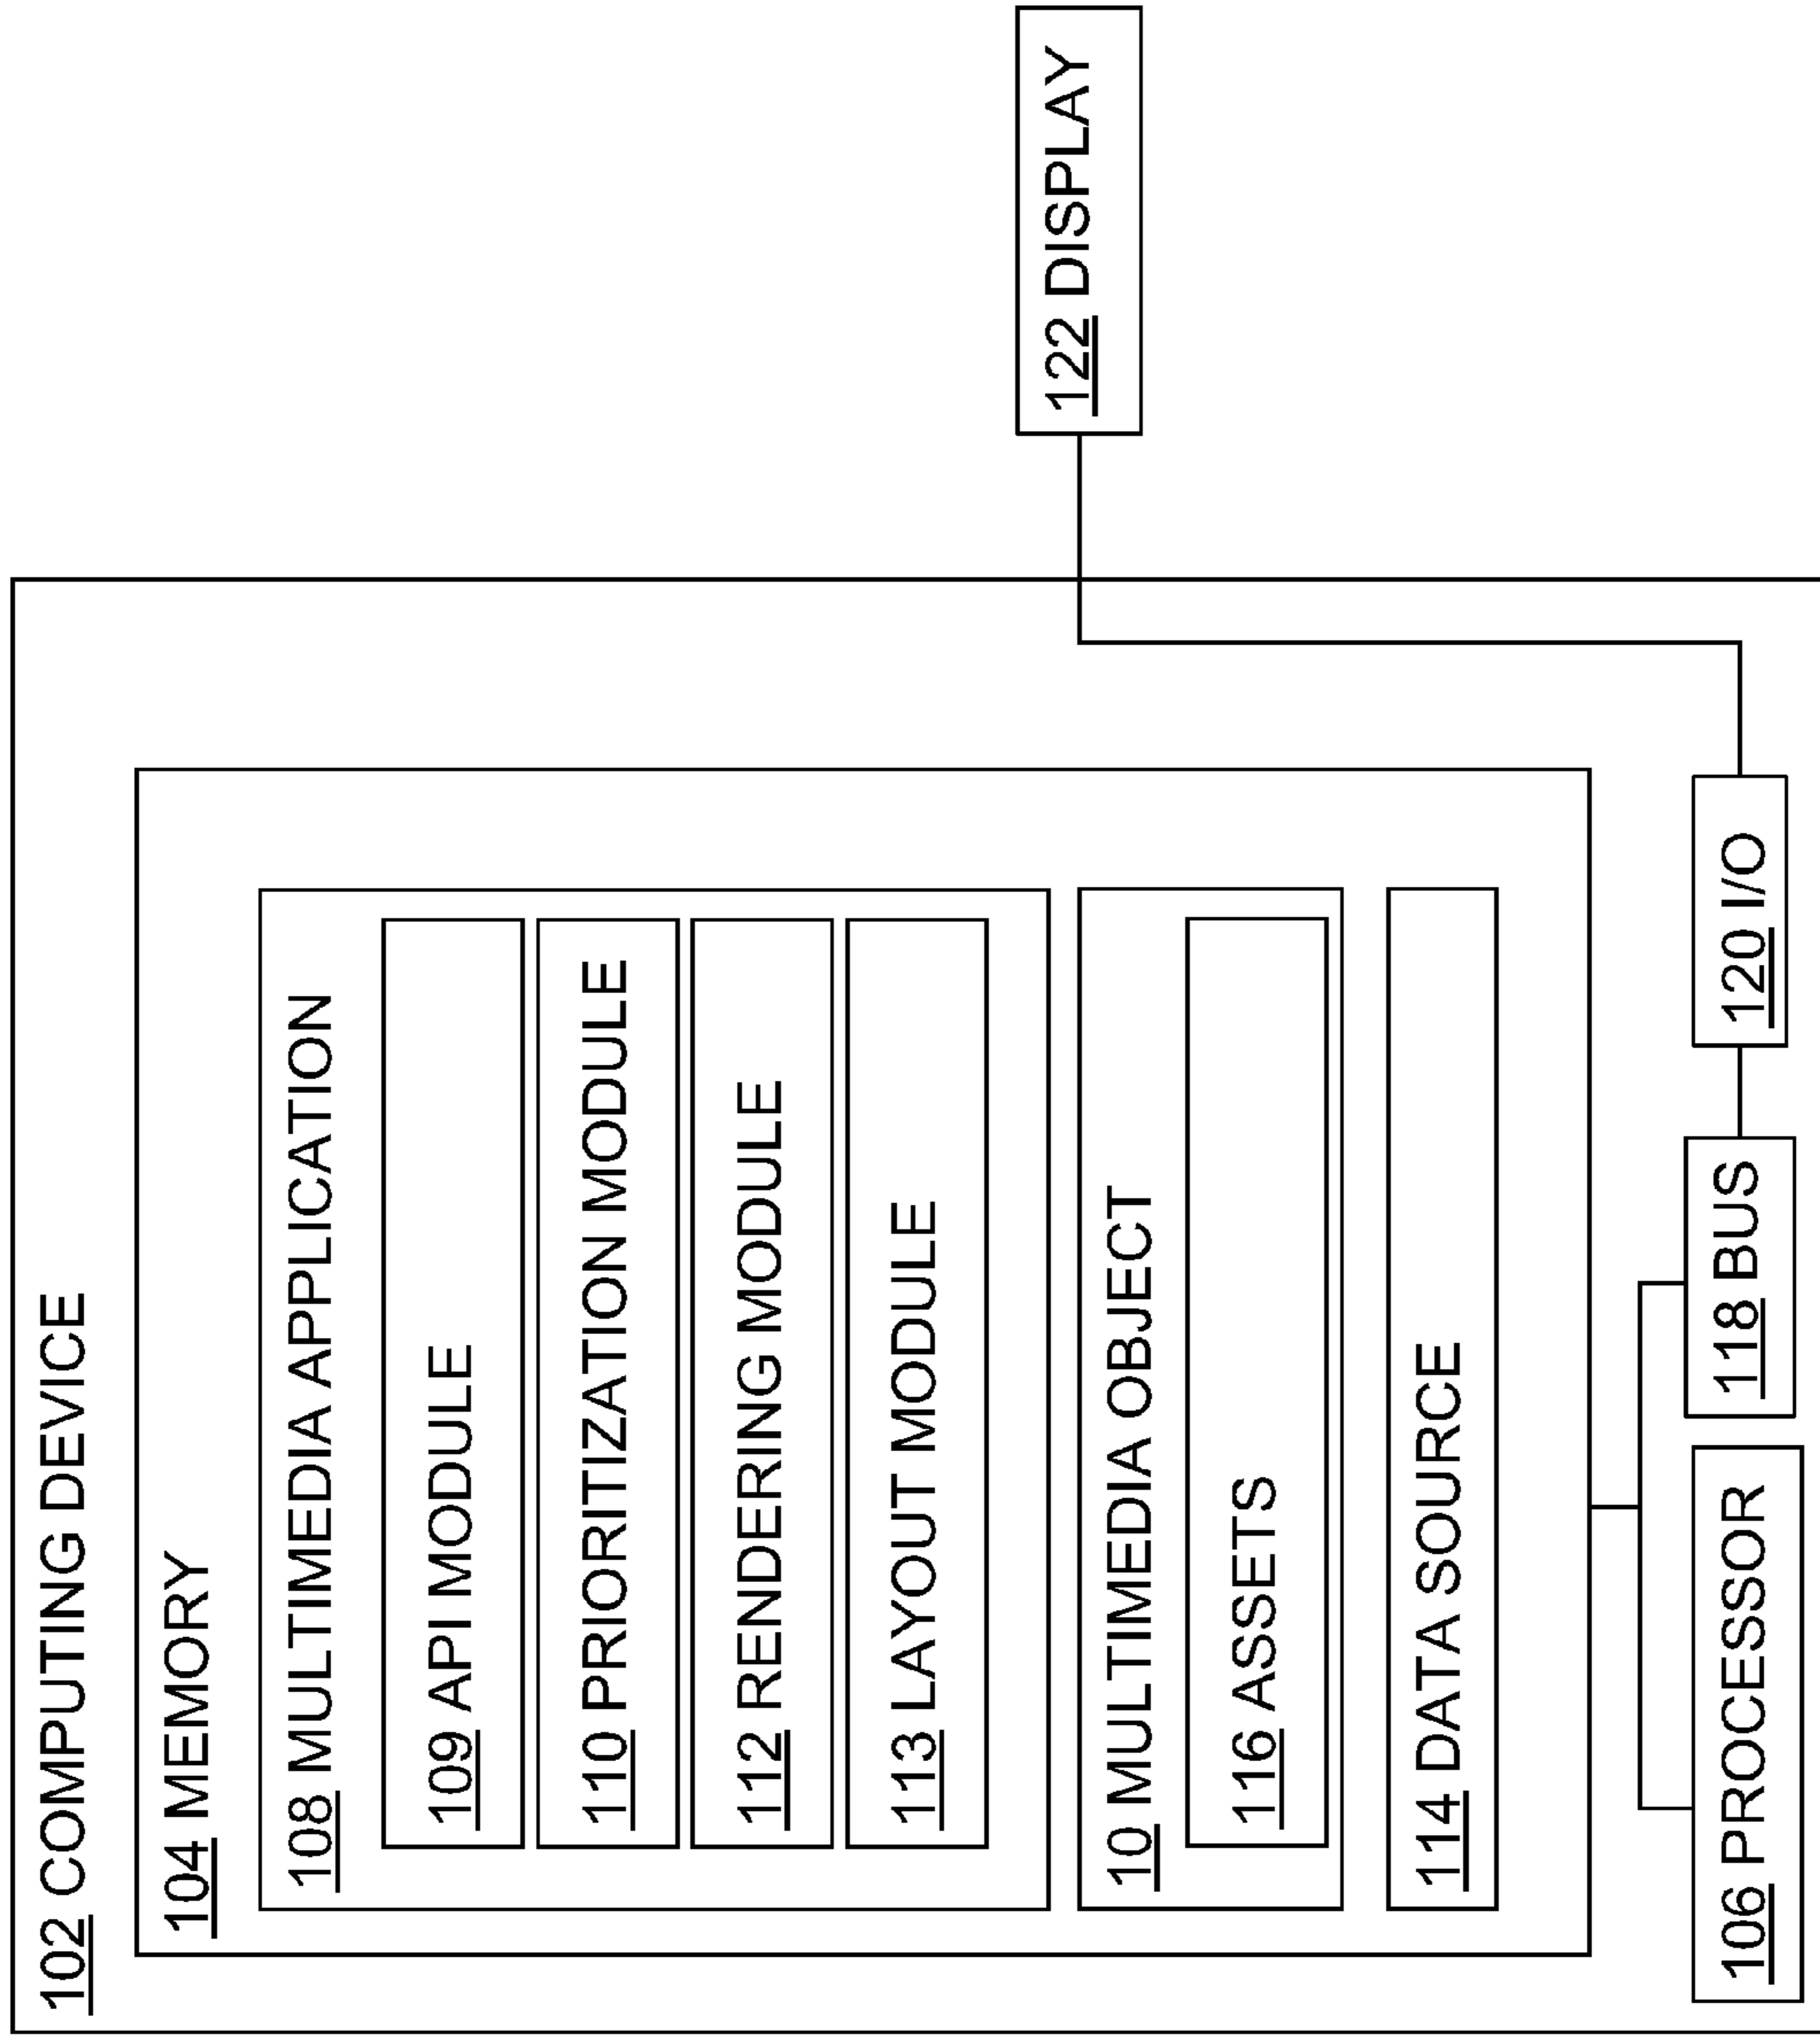 102 COMPUTING DEVICE
104 MEMORY
108 MULTIMEDIA APPLICATION
109 API MODULE
110 PRIORITIZATION MODULE
112 RENDERING MODULE
113 LAYOUT MODULE
10 MULTIMEDIA OBJECT
116 ASSETS
114 DATA SOURCE
106 PROCESSOR
118 BUS
120 I/O
122 DISPLAY